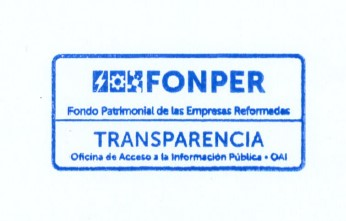 FONPER
Fondo Patrimonial de las Empresas Reformadas
TRANSPARENCIA
Oficina de Acceso a la Información Pública • OAI